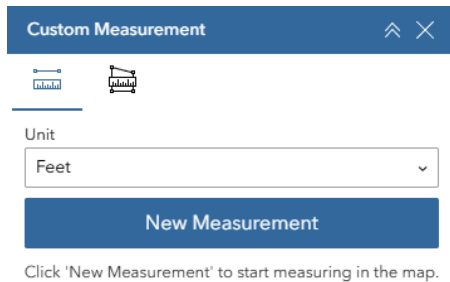 Custom Measurement
Unit
Feet
New Measurement
Click 'New Measurement' to start measuring in the map.